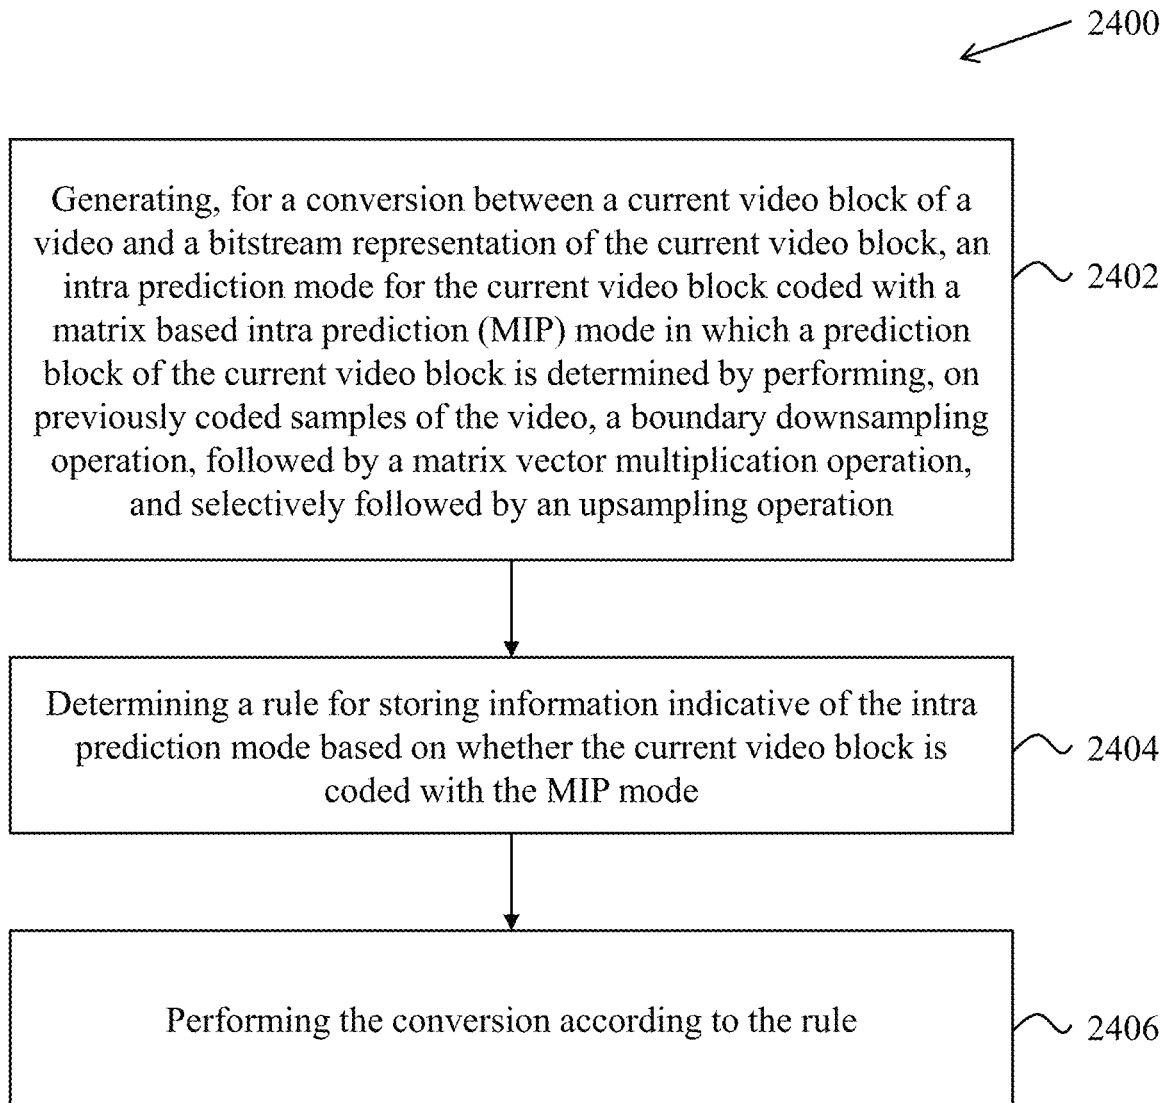 2400
Generating, for a conversion between a current video block of a
video and a bitstream representation of the current video block, an
intra prediction mode for the current video block coded with a
matrix based intra prediction (MIP) mode in which a prediction
block of the current video block is determined by performing, on
previously coded samples of the video, a boundary downsampling
operation, followed by a matrix vector multiplication operation,
and selectively followed by an upsampling operation
2402
Determining a rule for storing information indicative of the intra
prediction mode based on whether the current video block is
coded with the MIP mode
2404
Performing the conversion according to the rule
2406